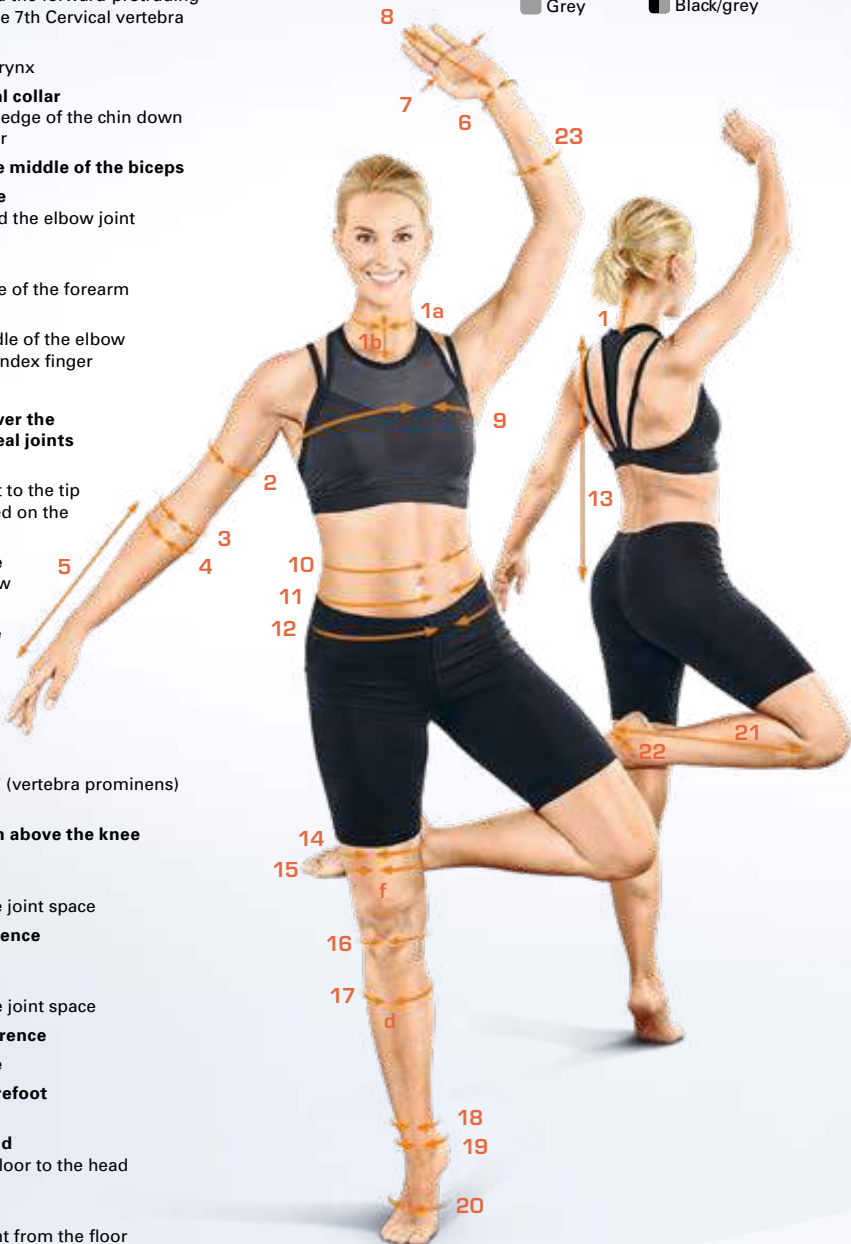 d the forward protruding
e 7th Cervical vertebra
rynx
al collar
edge of the chin down
r
e middle of the biceps
e
d the elbow joint
e of the forearm
dle of the elbow
ndex finger
ver the
eal joints
t to the tip
ed on the
e
w
e
(vertebra prominens)
n above the knee
e joint space
ence
e joint space
rence
e
refoot
d
loor to the head
nt from the floor
Grey
Black/grey
8
7
6
23
1a
1b
1
9
2
13
3
4
5
10
11
12
21
22
14
15
f
16
17
d
18
19
20